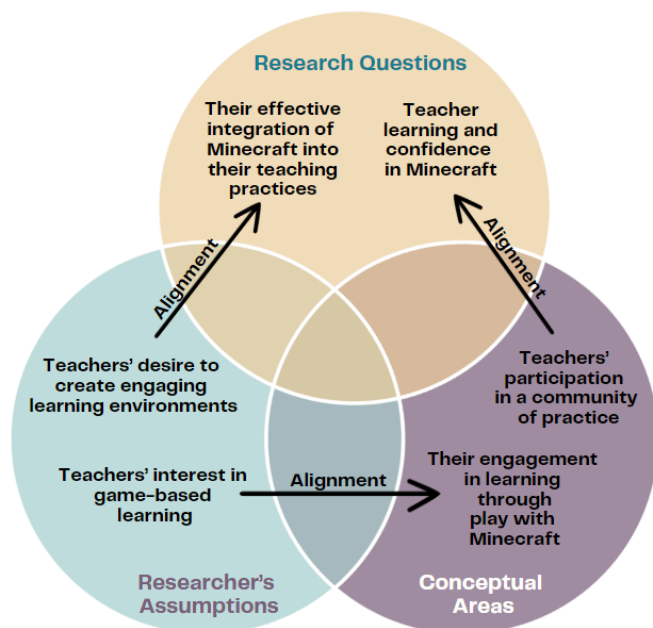 Research Questions
Their effective
integration of
Minecraft into
their teaching
practices
Teacher
learning and
confidence
in Minecraft
Alignment
Alignment
Teachers’ desire to
create engaging
learning environments
Teachers’
participation
in a community
of practice
Teachers’ interest in
game-based
learning
Alignment
Their engagement
in learning
through
play with
Minecraft
Researcher's
Assumptions
Conceptual
Areas